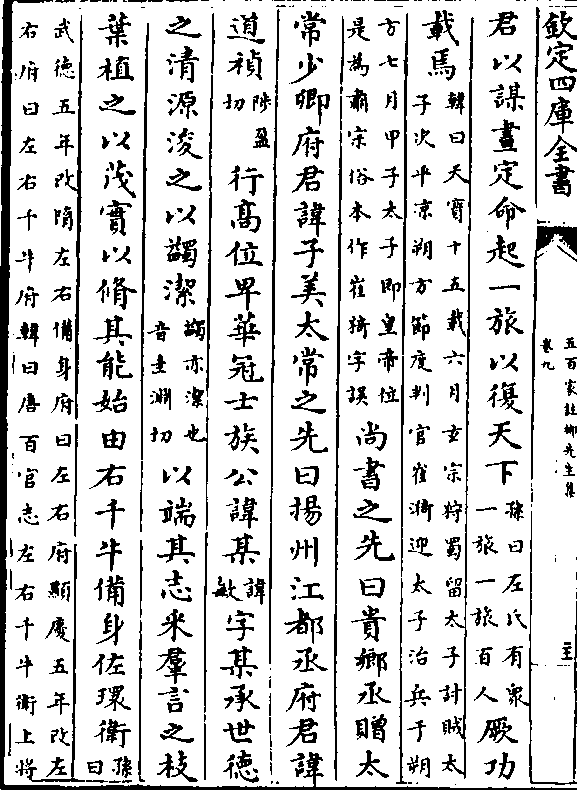 欽定四庫全書
五百家註柳先生集
卷九
君以謀畫定命起一旅以復天下孫曰左氏有衆一旅一旅百人厥功
載焉韓曰天寶十五載六月玄宗狩蜀留太子討賊太子次平涼朔方節度判官崔漪迎太子治兵于朔
方七月甲子太子即皇帝位是為肅宗俗本作崔猗字誤尚書之先曰貴鄉丞贈太
常少卿府君諱子美太常之先曰揚州江都丞府君諱
道禎陟盈切行高位卑華冠士族公諱某諱敏字某承世德
之清源浚之以蠲潔蠲亦潔也音圭淵切以端其志采羣言之枝
葉植之以茂實以脩其能始由右千牛備身佐環衛孫曰
武德五年改隋左右備身府曰左右府顯慶五年改左
右府曰左右千牛府韓曰唐百官志左右千牛衛上將